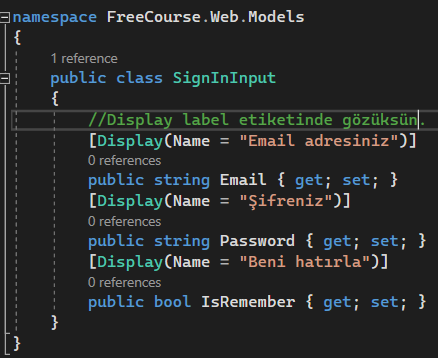 namespace FreeCourse.Web.Models
{
1 reference
public class SignInInput
{
//Display label etiketinde gözüksün.
[Display(Name = "Email adresiniz")]
0 references
public string Email { get; set; }
[Display(Name = "Şifreniz")]
0 references
public string Password { get; set; }
[Display(Name = "Beni hatırla")]
0 references
public bool IsRemember { get; set; }
}
}